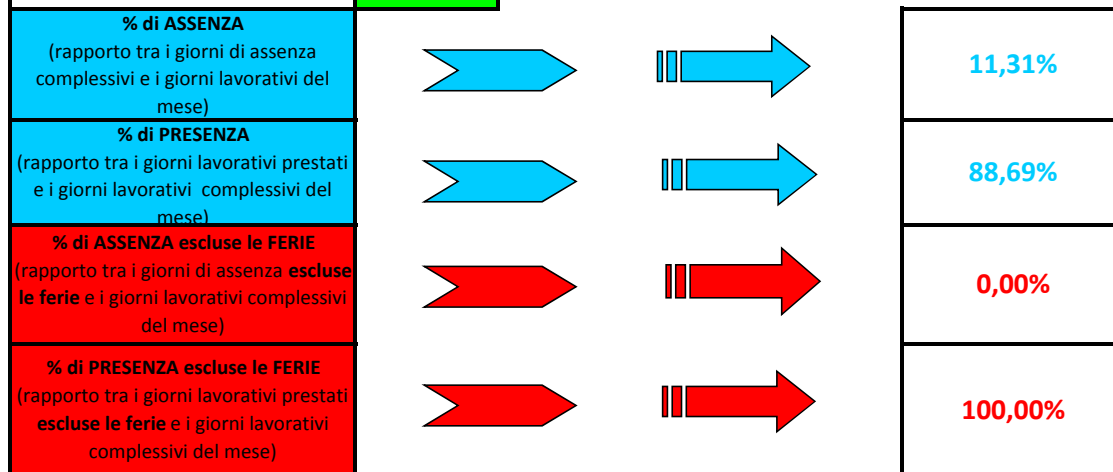 % di ASSENZA
(rapporto tra i giorni di assenza
complessivi e i giorni lavorativi del
mese)
11,31%
% di PRESENZA
(rapporto tra i giorni lavorativi prestati
e i giorni lavorativi complessivi del
mese)
88,69%
% di ASSENZA escluse le FERIE
(rapporto tra i giorni di assenza escluse
le ferie e i giorni lavorativi complessivi
del mese)
0,00%
% di PRESENZA escluse le FERIE
(rapporto tra i giorni lavorativi prestati
escluse le ferie e i giorni lavorativi
complessivi del mese)
100,00%